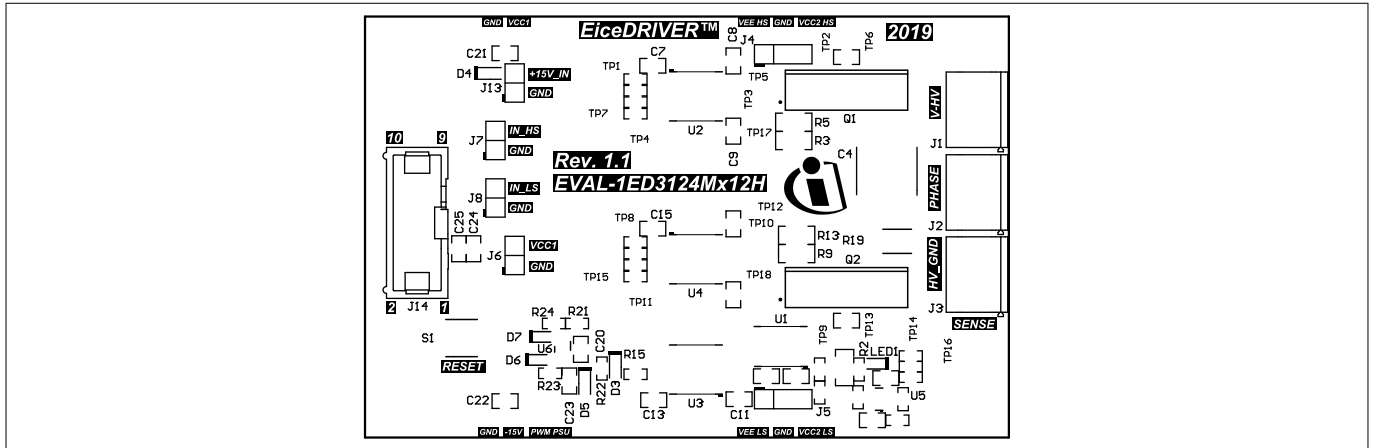 GND VCC1
EiceDRIVER™
VEE HS GND VCC2 HS
2019
C21
C7
C8
J4
TP2
TP6
D4
+15V_IN
J13
GND
TP1
TP5
TP3
TP7
V-HV
J7
IN_HS
GND
TP4
U2
TP17
R5
R3
Q1
C9
J1
10 9
C4
Rev. 1.1
EVAL-1ED3124Mx12H
J8
IN_LS
GND
PHASE
C25
C24
TP8
C15
TP12
TP10
J2
R13
R19
R9
VCC1
J6
GND
TP15
TP18
Q2
HV_GND
TP11
U4
2 J14 1
J3
SENSE
S1
R24 R21
U1
TP9
TP13
TP14
TP16
D7
U6
C20
D6
R15
R2
LED1
RESET
R23
R22
D3
C23
D5
C22
U3
C13
C11
J5
U5
GND -15V PWM PSU
VEE LS GND VCC2 LS